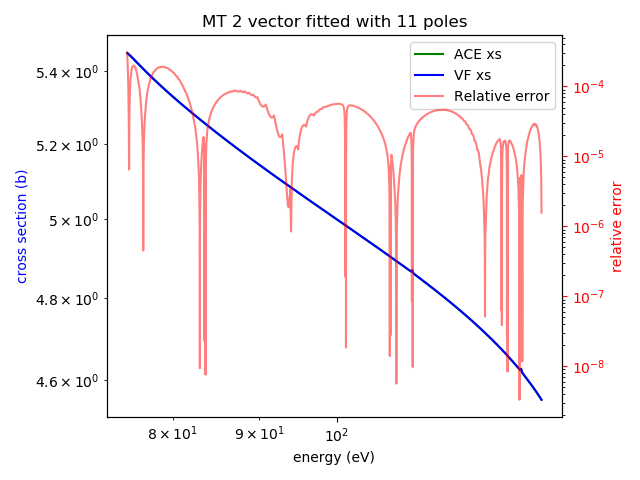 MT 2 vector fitted with 11 poles
ACE xs
VF xs
Relative error
5.4 × 10⁰
5.2 × 10⁰
5 × 10⁰
4.8 × 10⁰
4.6 × 10⁰
cross section (b)
10⁻⁴
10⁻⁵
10⁻⁶
10⁻⁷
10⁻⁸
relative error
8 × 10¹
9 × 10¹
10²
energy (eV)